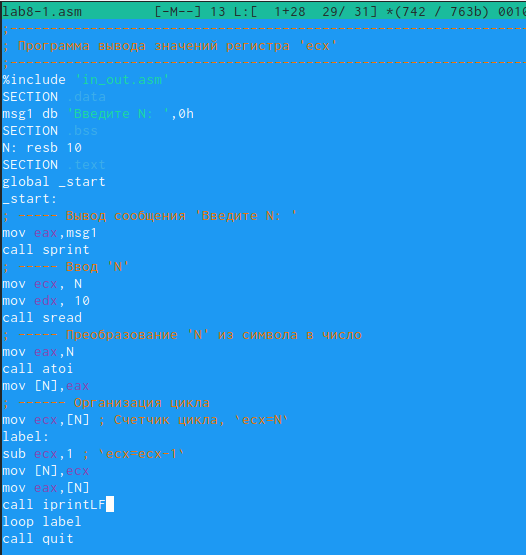 lab8-1.asm [-M--] 13 L:[ 1+28 29/ 31] *(742 / 763b) 0010
;--------------------------------------------------------------------
; Программа вывода значений регистра 'ecx'
;--------------------------------------------------------------------
%include 'in_out.asm'
SECTION .data
msg1 db 'Введите N: ',0h
SECTION .bss
N: resb 10
SECTION .text
global _start
_start:
; ----- Вывод сообщения 'Введите N: '
mov eax,msg1
call sprint
; ----- Ввод 'N'
mov ecx, N
mov edx, 10
call sread
; ----- Преобразование 'N' из символа в число
mov eax,N
call atoi
mov [N],eax
; ------ Организация цикла
mov ecx,[N] ; Счетчик цикла, `ecx=N`
label:
sub ecx,1 ; `ecx=ecx-1`
mov [N],ecx
mov eax,[N]
call iprintLF
loop label
call quit